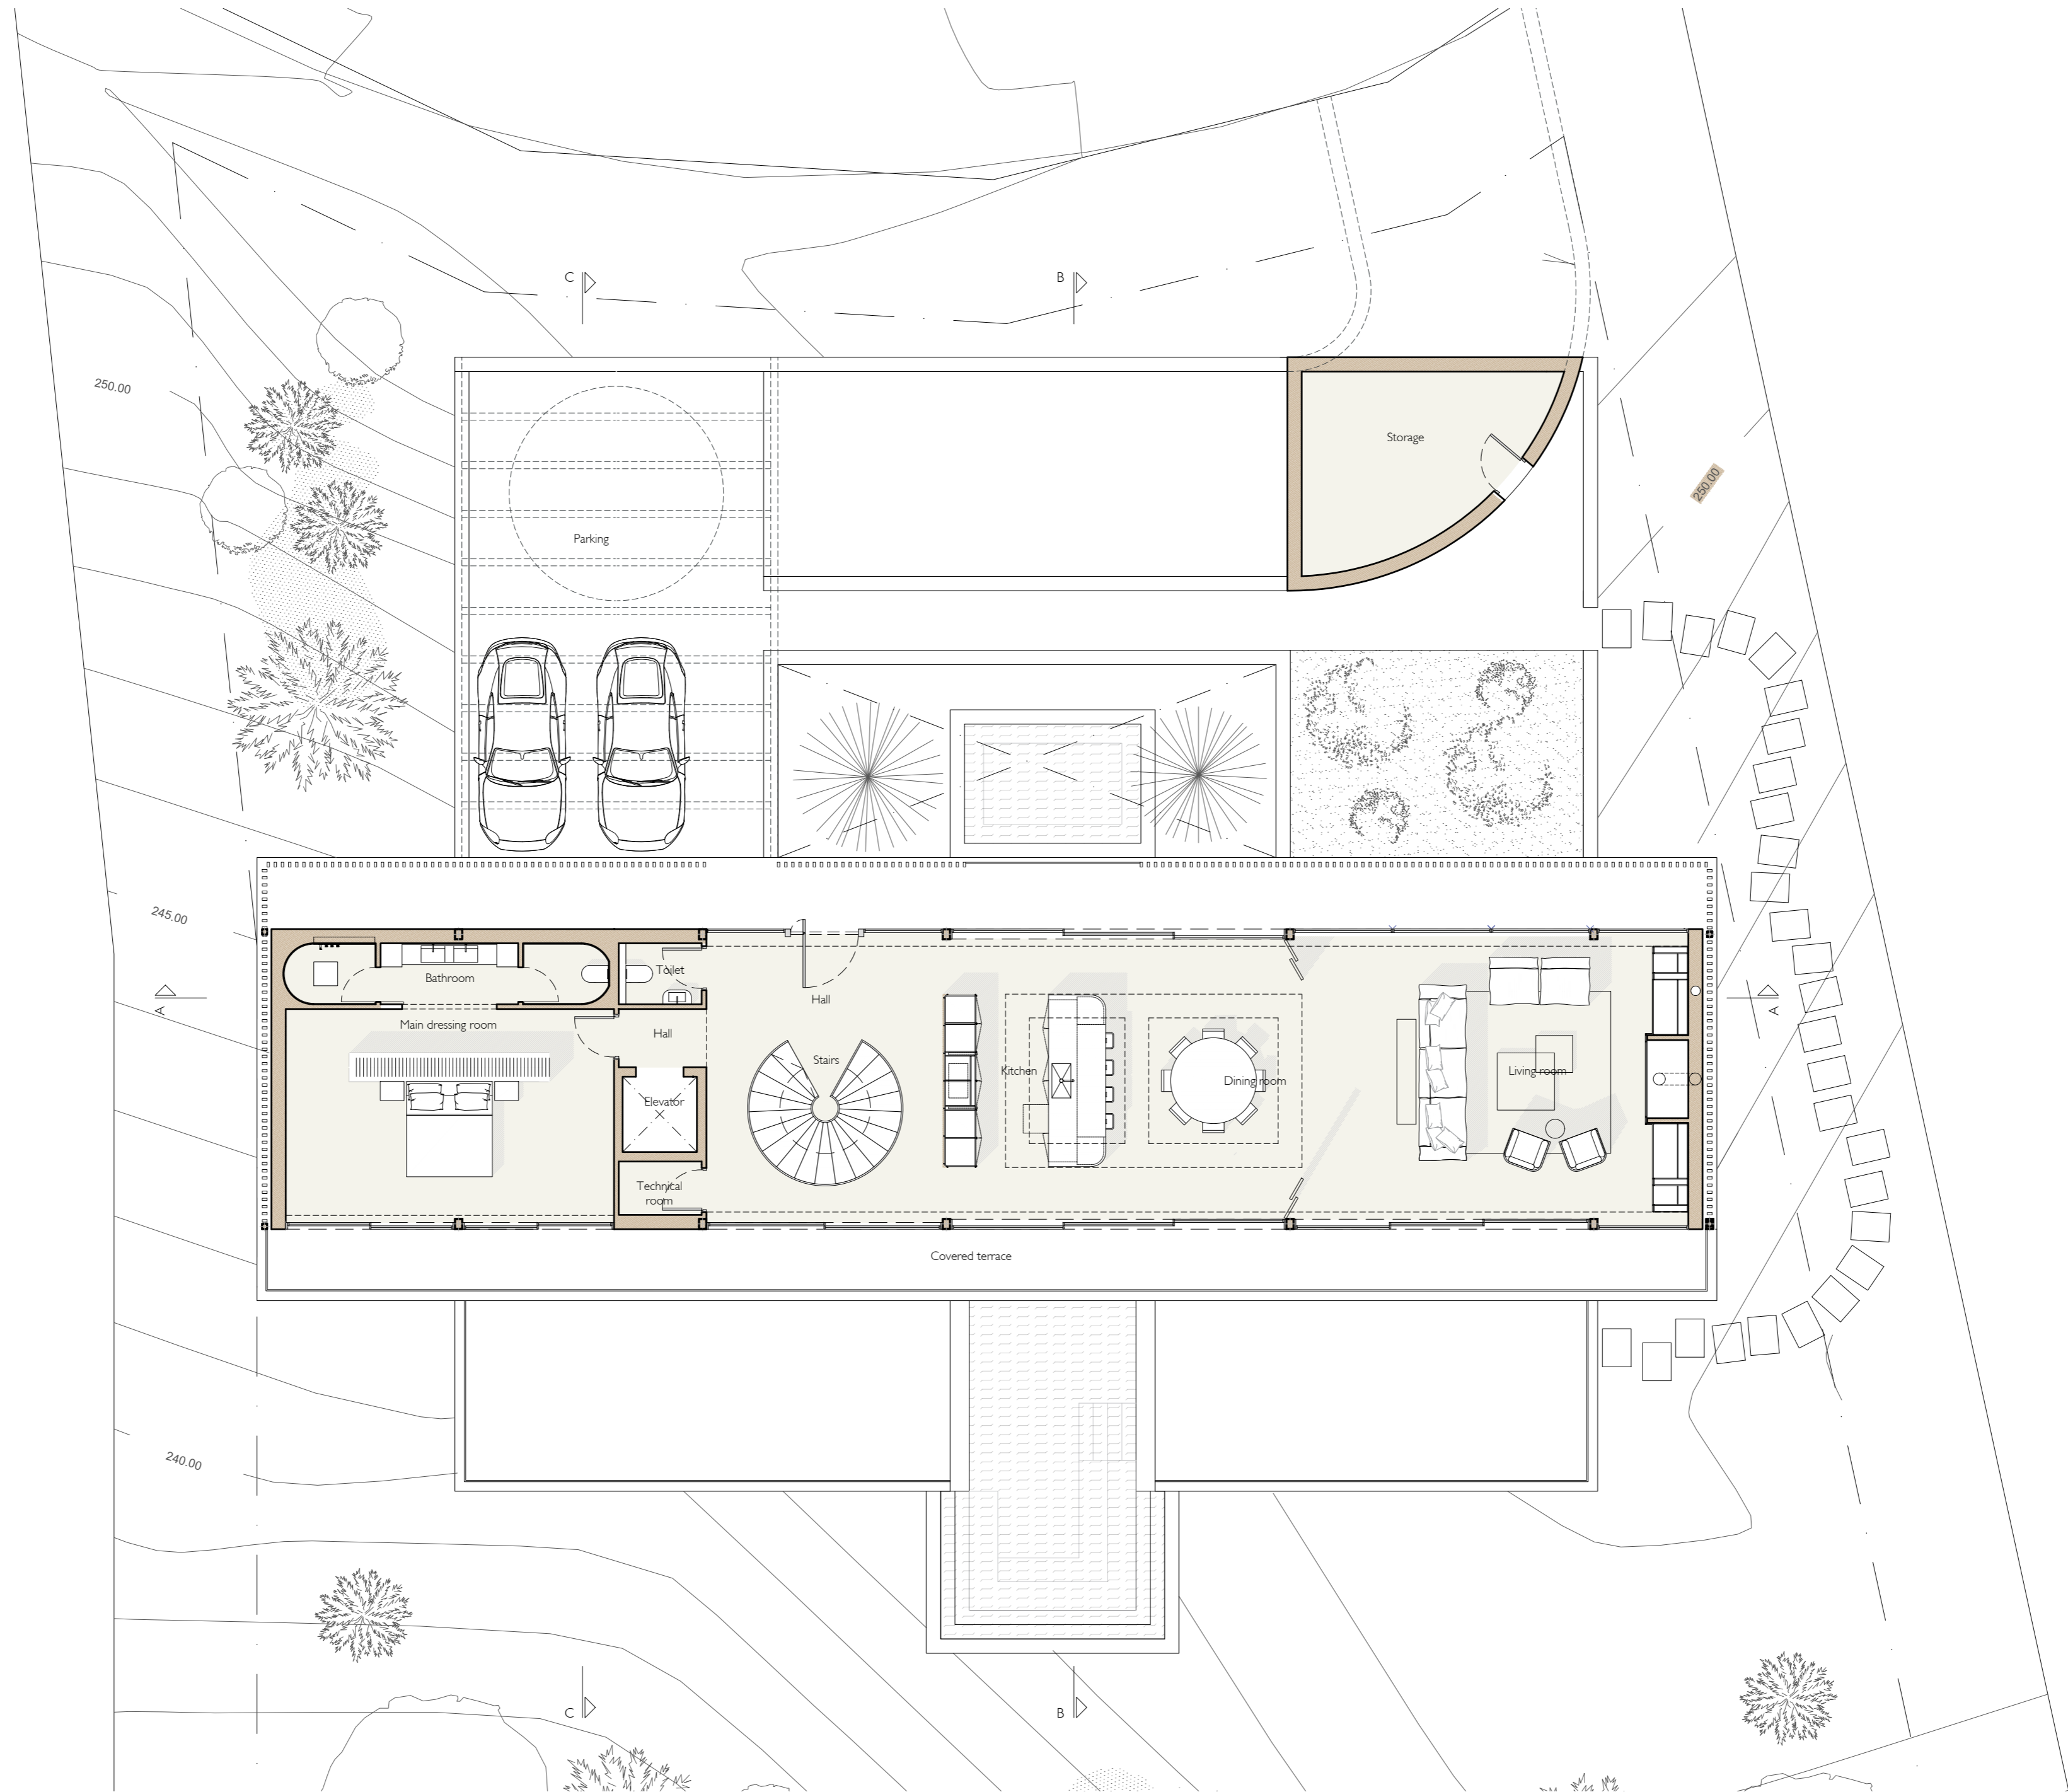 C
B
250.00
Storage
250.00
Parking
245.00
Toilet
Bathroom
Hall
A
A
Main dressing room
Hall
Stairs
Kitchen
Living room
Dining room
Elevator
Technical
room
Covered terrace
240.00
C
B